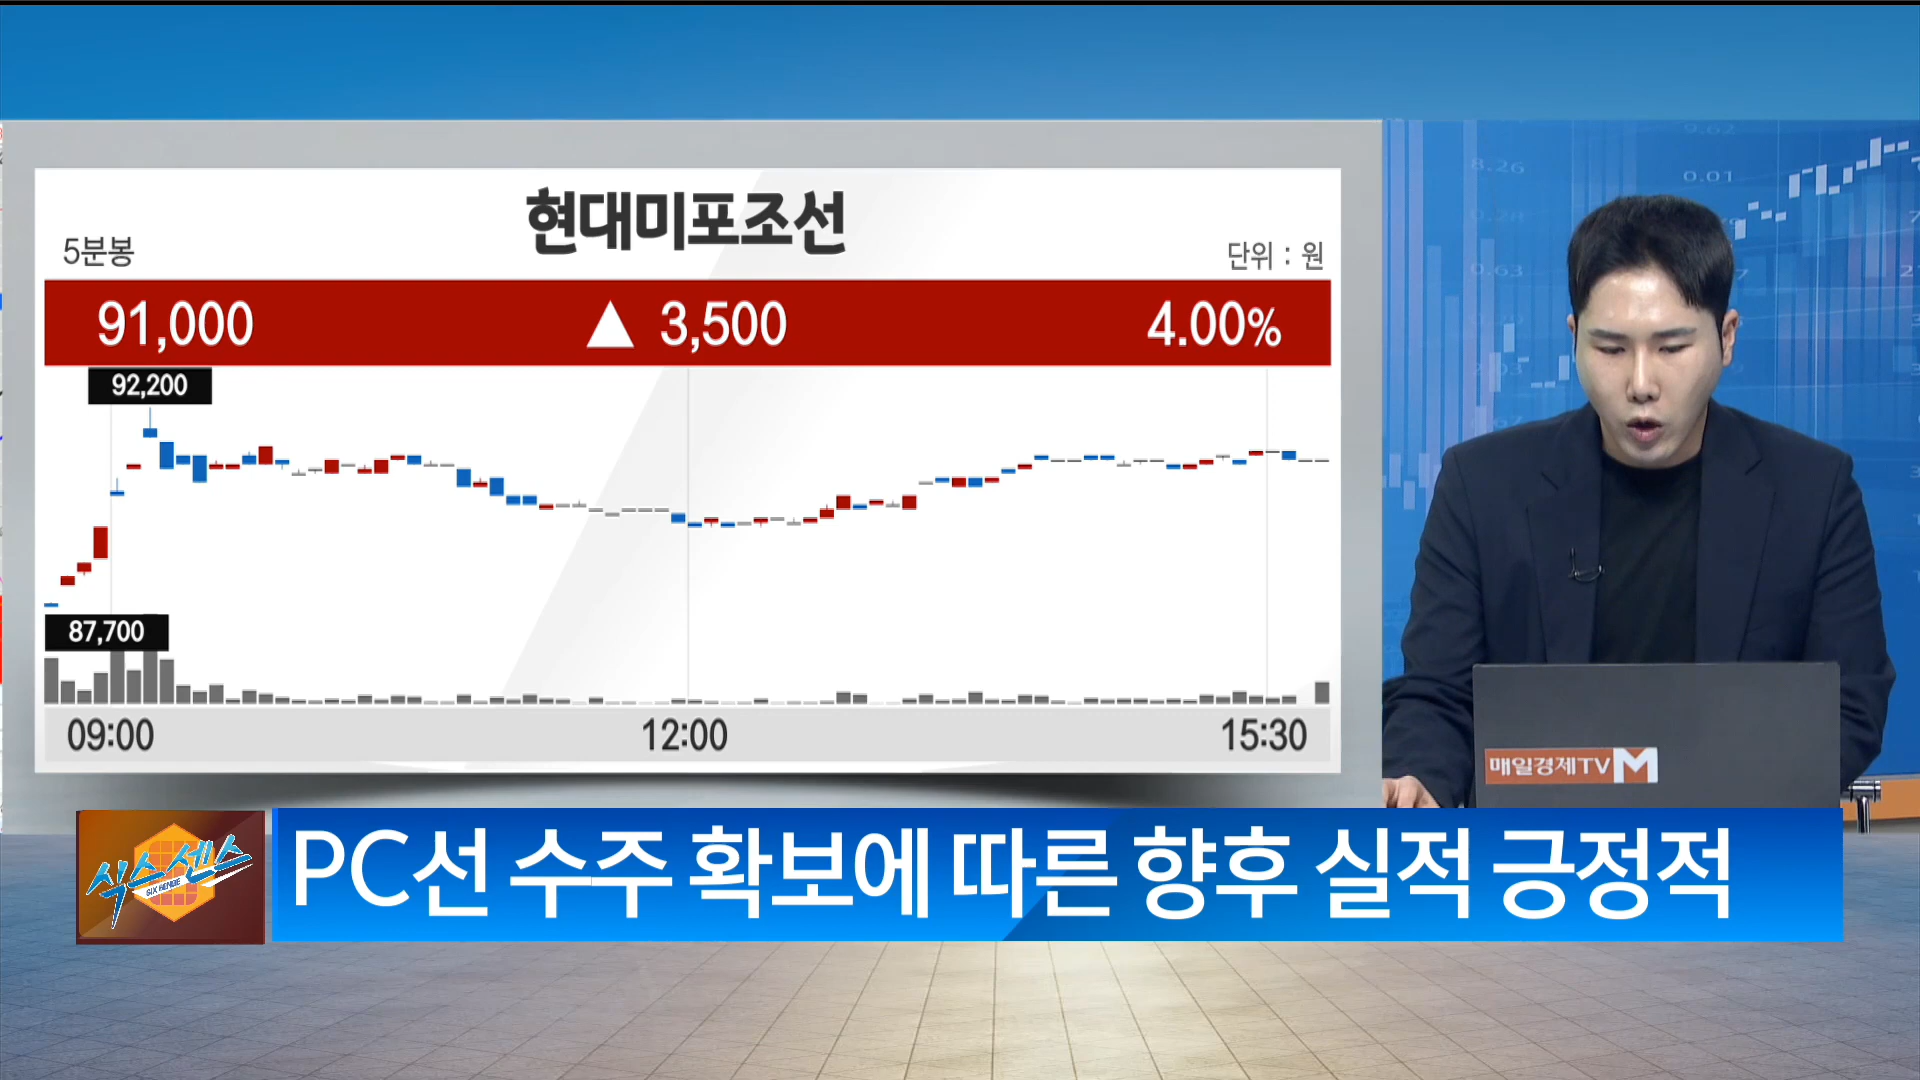 현대미포조선
5분봉
단위 : 원
91,000 ▲ 3,500 4.00%
92,200
87,700
09:00 12:00 15:30
매일경제TV M
식스센스
SIX SENSE
PC선 수주 확보에 따른 향후 실적 긍정적